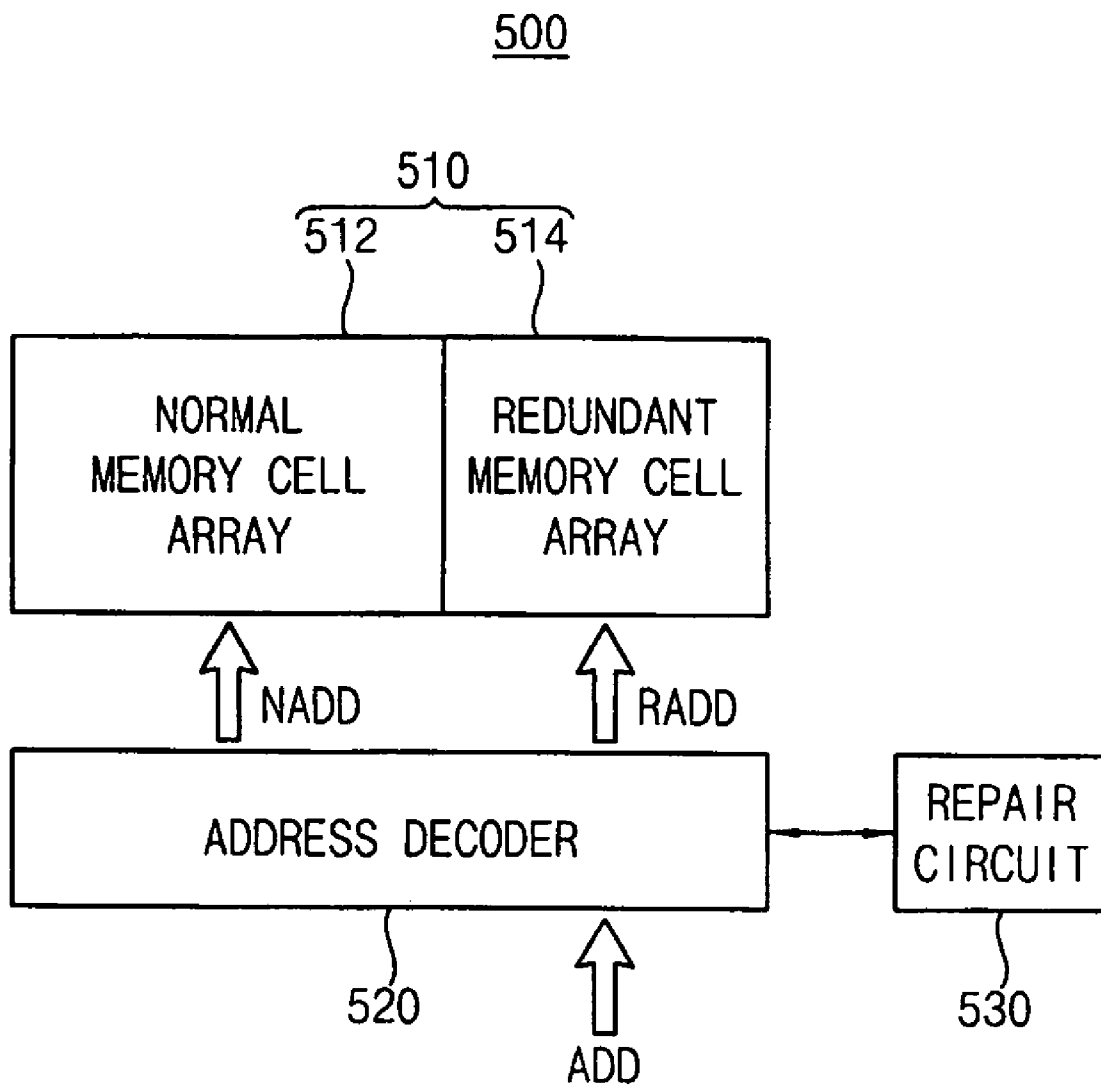 500
510
512 514
NORMAL
MEMORY CELL
ARRAY
REDUNDANT
MEMORY CELL
ARRAY
NADD
RADD
ADDRESS DECODER
REPAIR
CIRCUIT
520
ADD
530